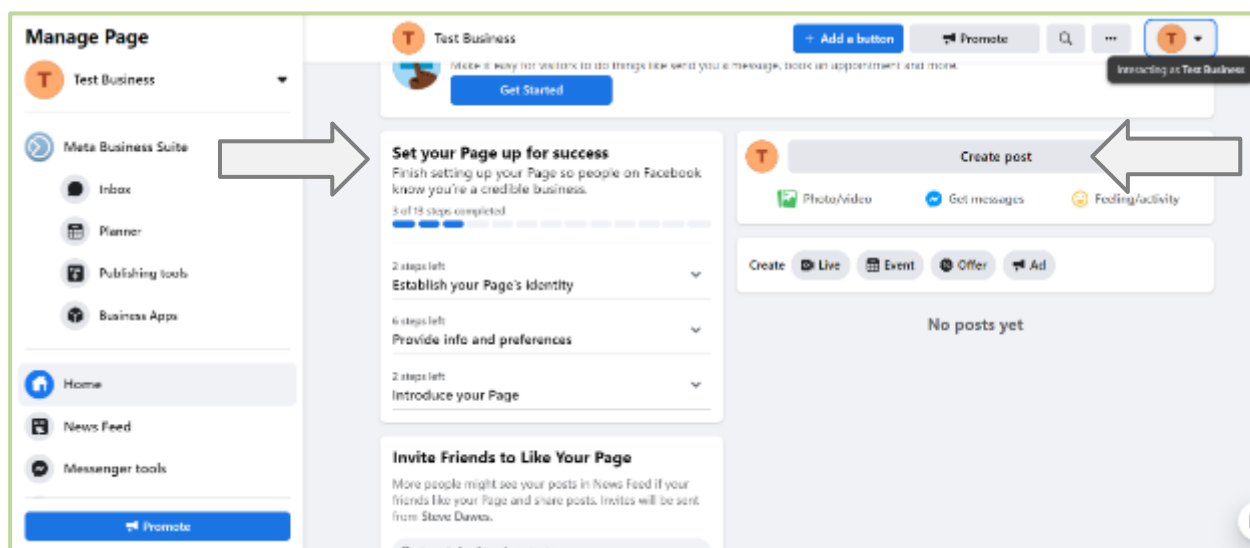 Manage Page
T Test Business
Meta Business Suite
Inbox
Planner
Publishing tools
Business Apps
Home
News Feed
Messenger tools
Promote
T Test Business
+ Add a button
Promote
T
Interacting as Test Business
Make it easy for visitors to do things like send you a message, book an appointment and more.
Get Started
Set your Page up for success
Finish setting up your Page so people on Facebook
know you're a credible business.
3 of 13 steps completed
2 steps left
Establish your Page's identity
6 steps left
Provide info and preferences
2 steps left
Introduce your Page
Invite Friends to Like Your Page
More people might see your posts in News Feed if your
friends like your Page and share posts. Invites will be sent
from Steve Dawes.
T Create post
Photo/video Get messages Feeling/activity
Create Live Event Offer Ad
No posts yet